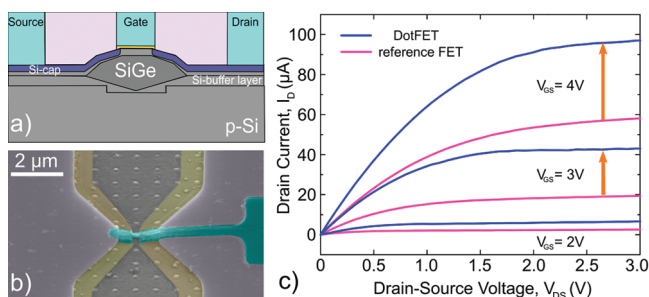 Source
Gate
Drain
Si-cap
SiGe
Si-buffer layer
p-Si
a)
2 μm
b)
DotFET
reference FET
V_GS = 4V
V_GS = 3V
V_GS = 2V
100
80
60
40
20
0
Drain Current, I_D (μA)
0
0.5
1.0
1.5
2.0
2.5
3.0
Drain-Source Voltage, V_DS (V)
c)